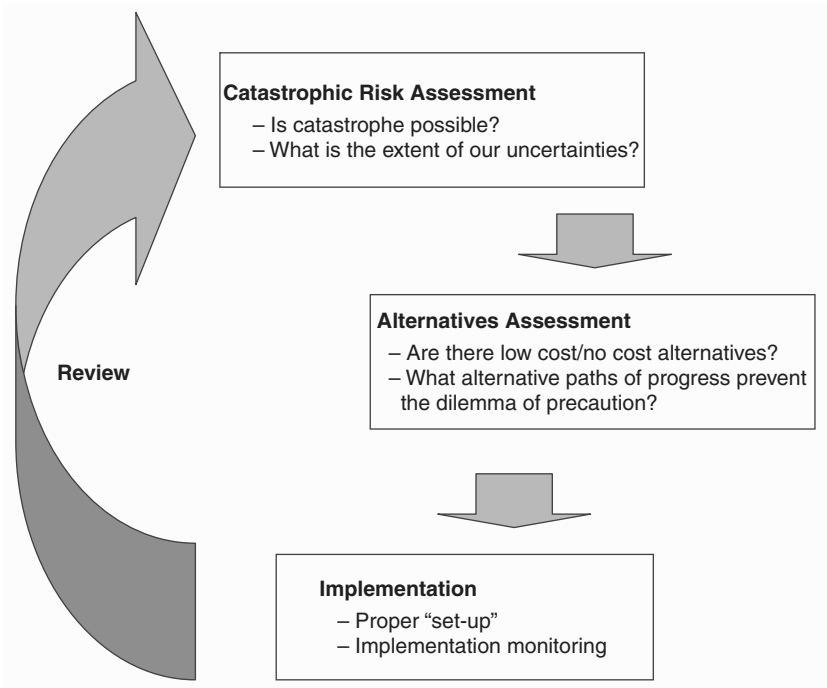 Catastrophic Risk Assessment
– Is catastrophe possible?
– What is the extent of our uncertainties?
Alternatives Assessment
– Are there low cost/no cost alternatives?
– What alternative paths of progress prevent
the dilemma of precaution?
Review
Implementation
– Proper “set-up”
– Implementation monitoring